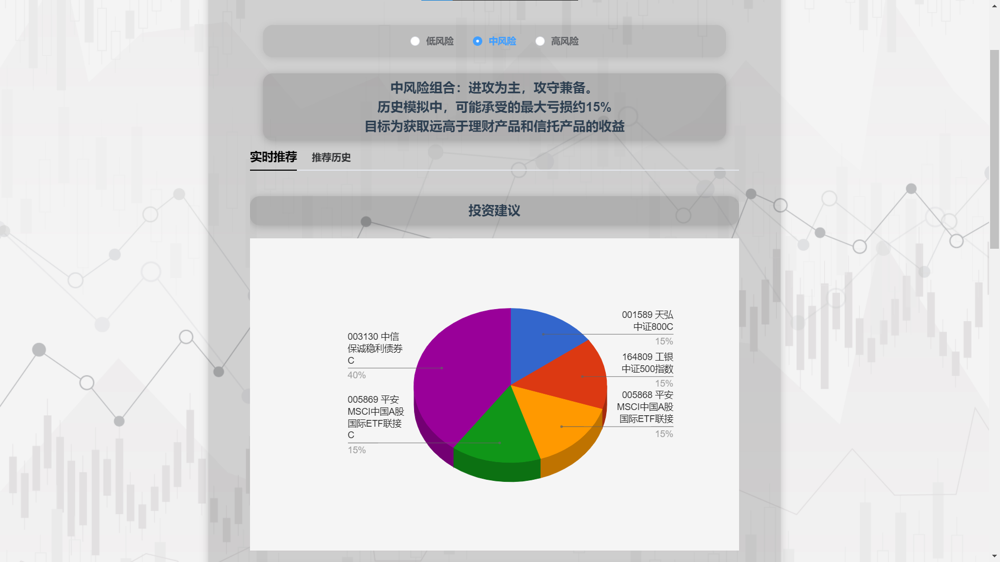 低风险 中风险 高风险
中风险组合：进攻为主，攻守兼备。
历史模拟中，可能承受的最大亏损约15%
目标为获取远高于理财产品和信托产品的收益
实时推荐 推荐历史
投资建议
003130 中信
保诚稳利债券
C
40%
005869 平安
MSCI中国A股
国际ETF联接
C
15%
001589 天弘
中证800C
15%
164809 工银
中证500指数
15%
005868 平安
MSCI中国A股
国际ETF联接
15%